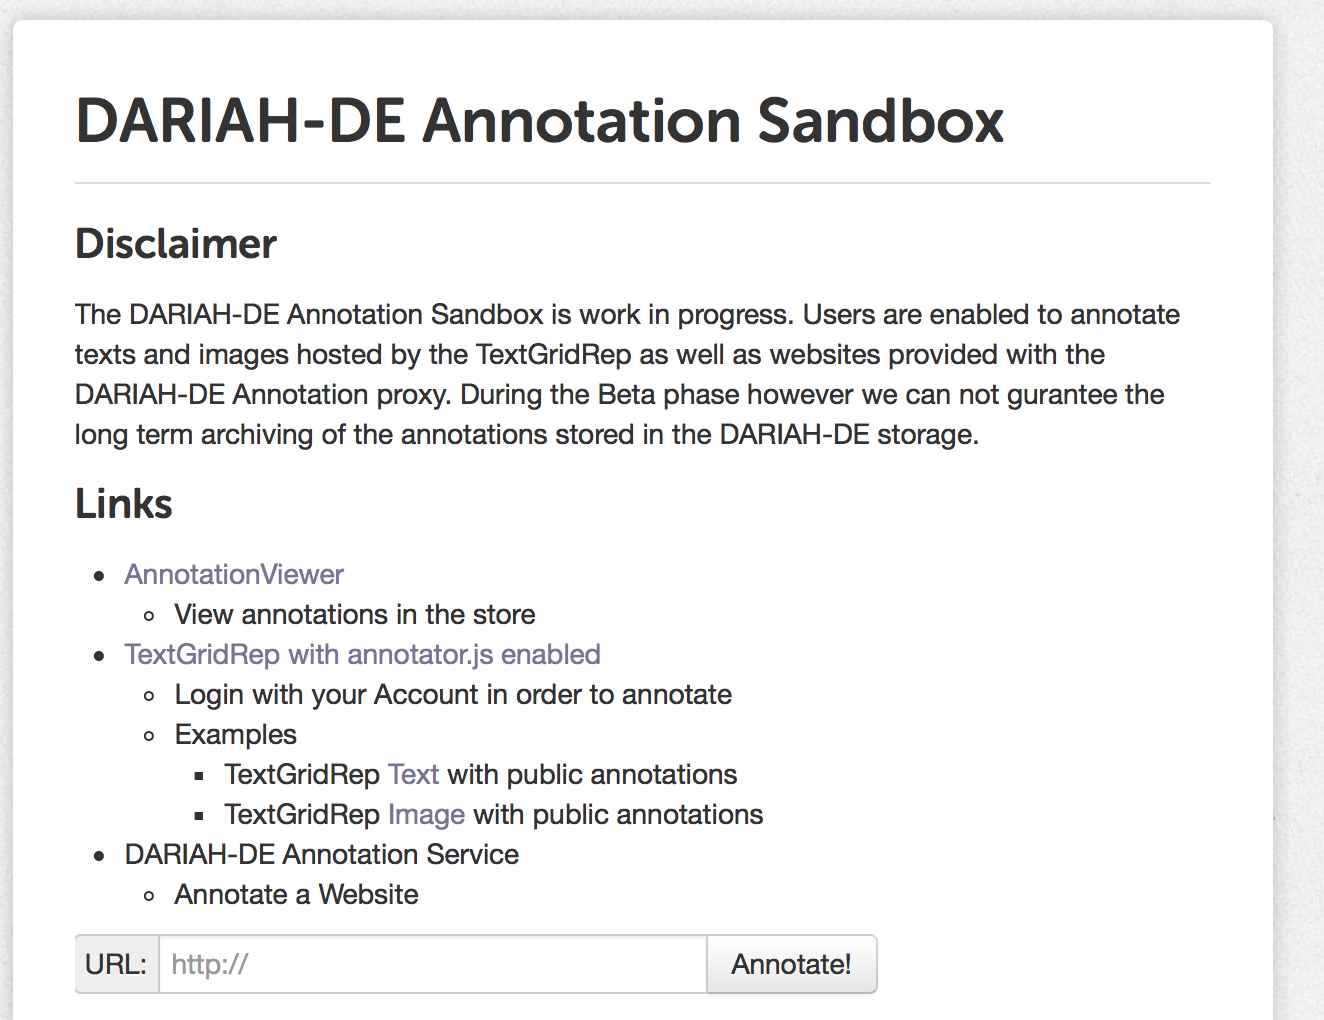 DARIAH-DE Annotation Sandbox
Disclaimer
The DARIAH-DE Annotation Sandbox is work in progress. Users are enabled to annotate
texts and images hosted by the TextGridRep as well as websites provided with the
DARIAH-DE Annotation proxy. During the Beta phase however we can not gurantee the
long term archiving of the annotations stored in the DARIAH-DE storage.
Links
AnnotationViewer
View annotations in the store
TextGridRep with annotator.js enabled
Login with your Account in order to annotate
Examples
TextGridRep Text with public annotations
TextGridRep Image with public annotations
DARIAH-DE Annotation Service
Annotate a Website
URL: http:// Annotate!